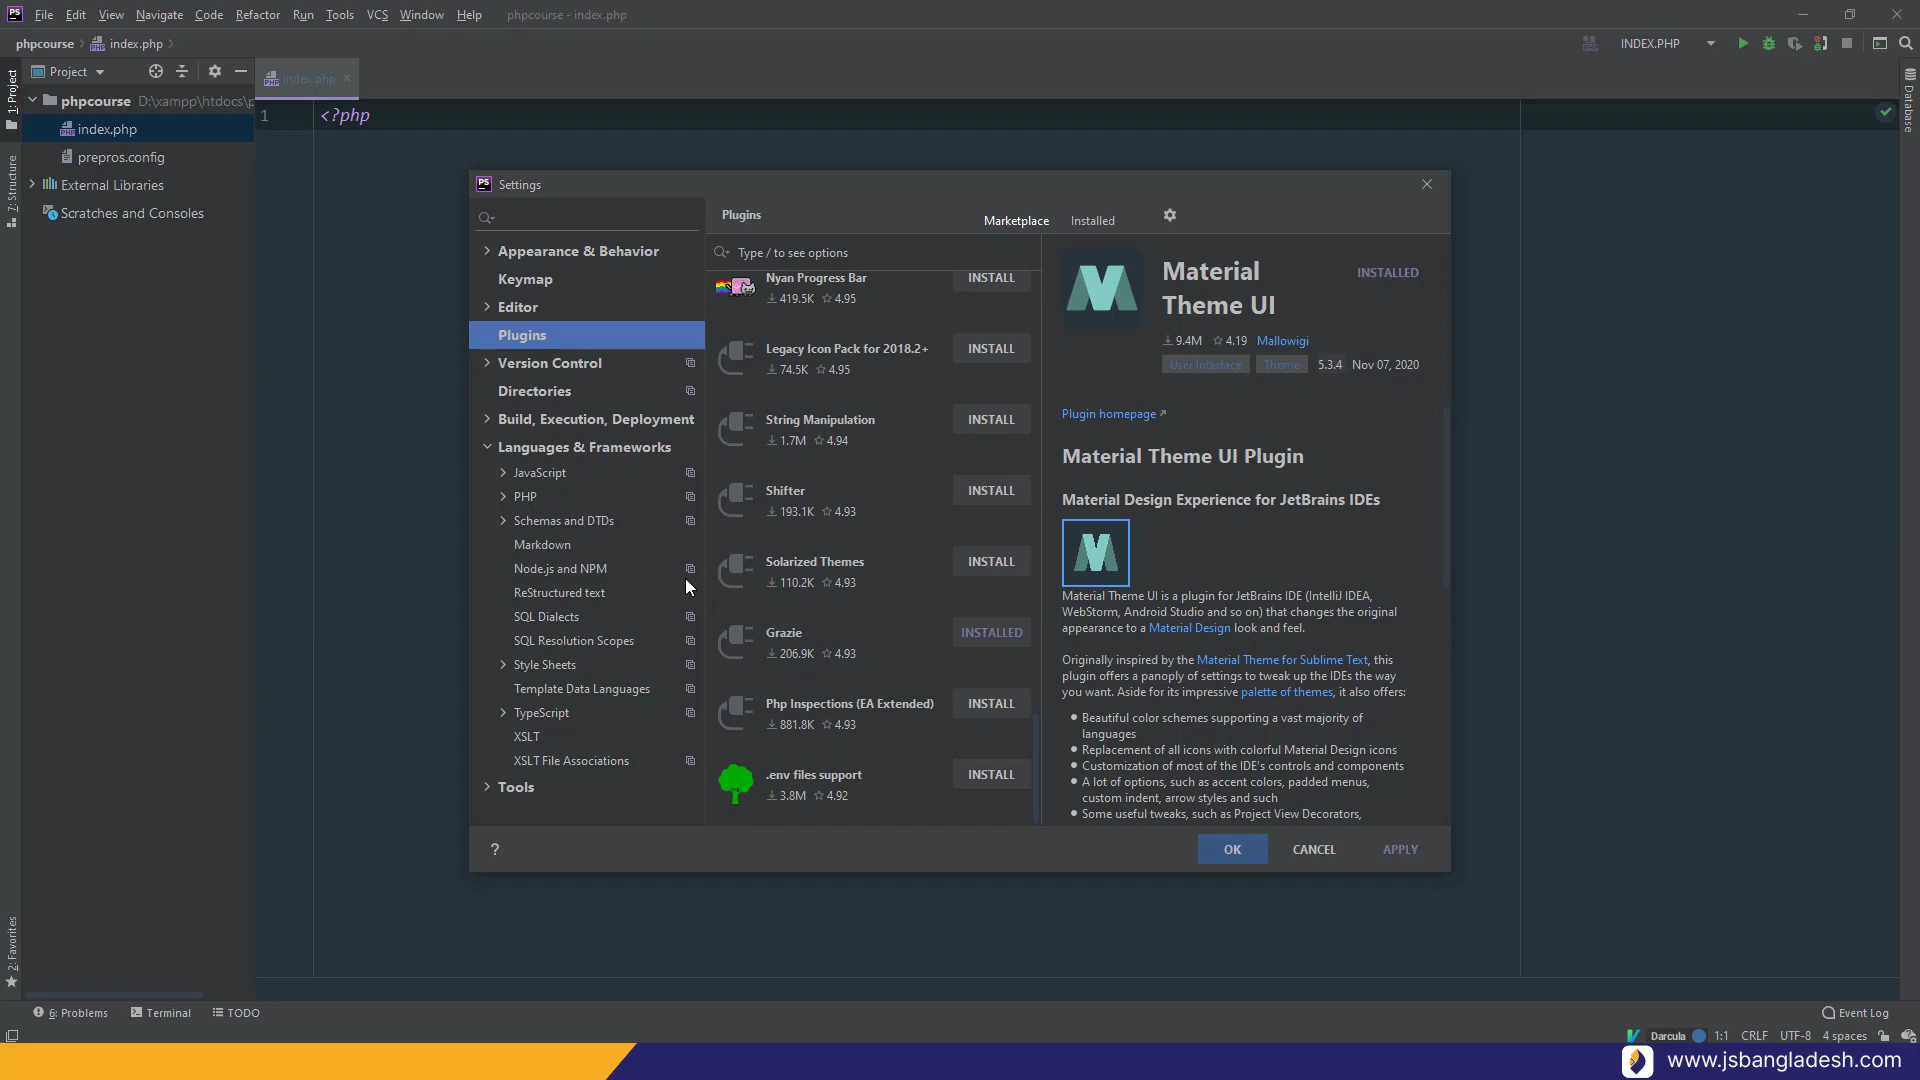 PS File Edit View Navigate Code Refactor Run Tools VCS Window Help phpcourse - index.php
phpcourse index.php INDEX.PHP
1: Project
Project
index.php
phpcourse D:\xampp\htdocs\p
index.php
prepros.config
External Libraries
Scratches and Consoles
7: Structure
2: Favorites
Database
1 <?php
PS Settings
Appearance & Behavior
Keymap
Editor
Plugins
Version Control
Directories
Build, Execution, Deployment
Languages & Frameworks
JavaScript
PHP
Schemas and DTDs
Markdown
Node.js and NPM
ReStructured text
SQL Dialects
SQL Resolution Scopes
Style Sheets
Template Data Languages
TypeScript
XSLT
XSLT File Associations
Tools
Plugins Marketplace Installed
Type / to see options
Nyan Progress Bar INSTALL
419.5K 4.95
Legacy Icon Pack for 2018.2+ INSTALL
74.5K 4.95
String Manipulation INSTALL
1.7M 4.94
Shifter INSTALL
193.1K 4.93
Solarized Themes INSTALL
110.2K 4.93
Grazie INSTALLED
206.9K 4.93
Php Inspections (EA Extended) INSTALL
881.8K 4.93
.env files support INSTALL
3.8M 4.92
Material INSTALLED
Theme UI
9.4M 4.19 Mallowigi
User Interface Theme 5.3.4 Nov 07, 2020
Plugin homepage
Material Theme UI Plugin
Material Design Experience for JetBrains IDEs
Material Theme UI is a plugin for JetBrains IDE (IntelliJ IDEA,
WebStorm, Android Studio and so on) that changes the original
appearance to a Material Design look and feel.
Originally inspired by the Material Theme for Sublime Text, this
plugin offers a panoply of settings to tweak up the IDEs the way
you want. Aside for its impressive palette of themes, it also offers:
Beautiful color schemes supporting a vast majority of
languages
Replacement of all icons with colorful Material Design icons
Customization of most of the IDE's controls and components
A lot of options, such as accent colors, padded menus,
custom indent, arrow styles and such
Some useful tweaks, such as Project View Decorators,
? OK CANCEL APPLY
6: Problems Terminal TODO Event Log
Darcula 1:1 CRLF UTF-8 4 spaces
www.jsbangladesh.com